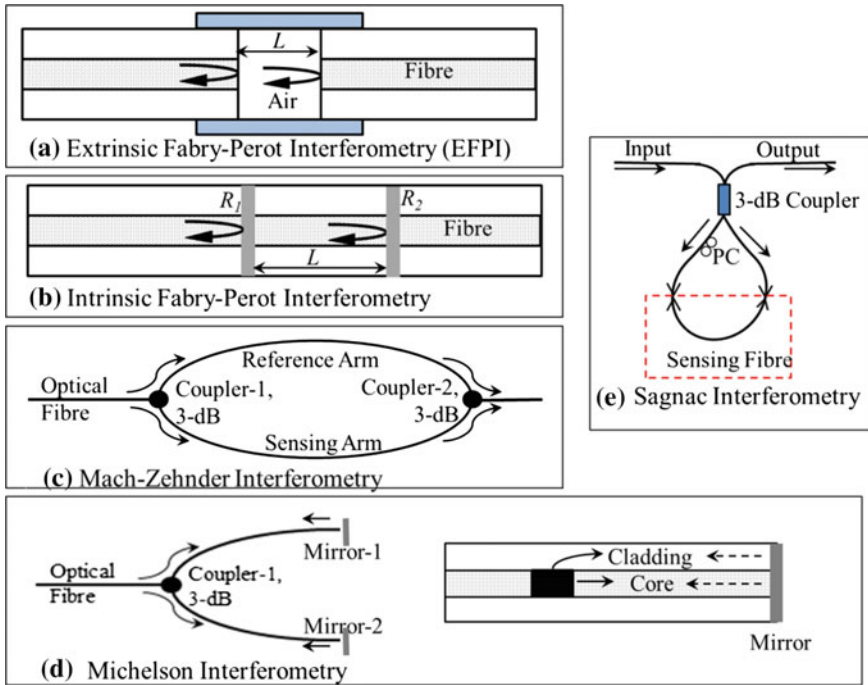 L
Fibre
Air
(a) Extrinsic Fabry-Perot Interferometry (EFPI)
R1
R2
Fibre
L
(b) Intrinsic Fabry-Perot Interferometry
Reference Arm
Optical
Fibre
Coupler-1,
3-dB
Coupler-2,
3-dB
Sensing Arm
(c) Mach-Zehnder Interferometry
Input
Output
3-dB Coupler
PC
Sensing Fibre
(e) Sagnac Interferometry
Mirror-1
Optical
Fibre
Coupler-1,
3-dB
Mirror-2
Cladding
Core
Mirror
(d) Michelson Interferometry